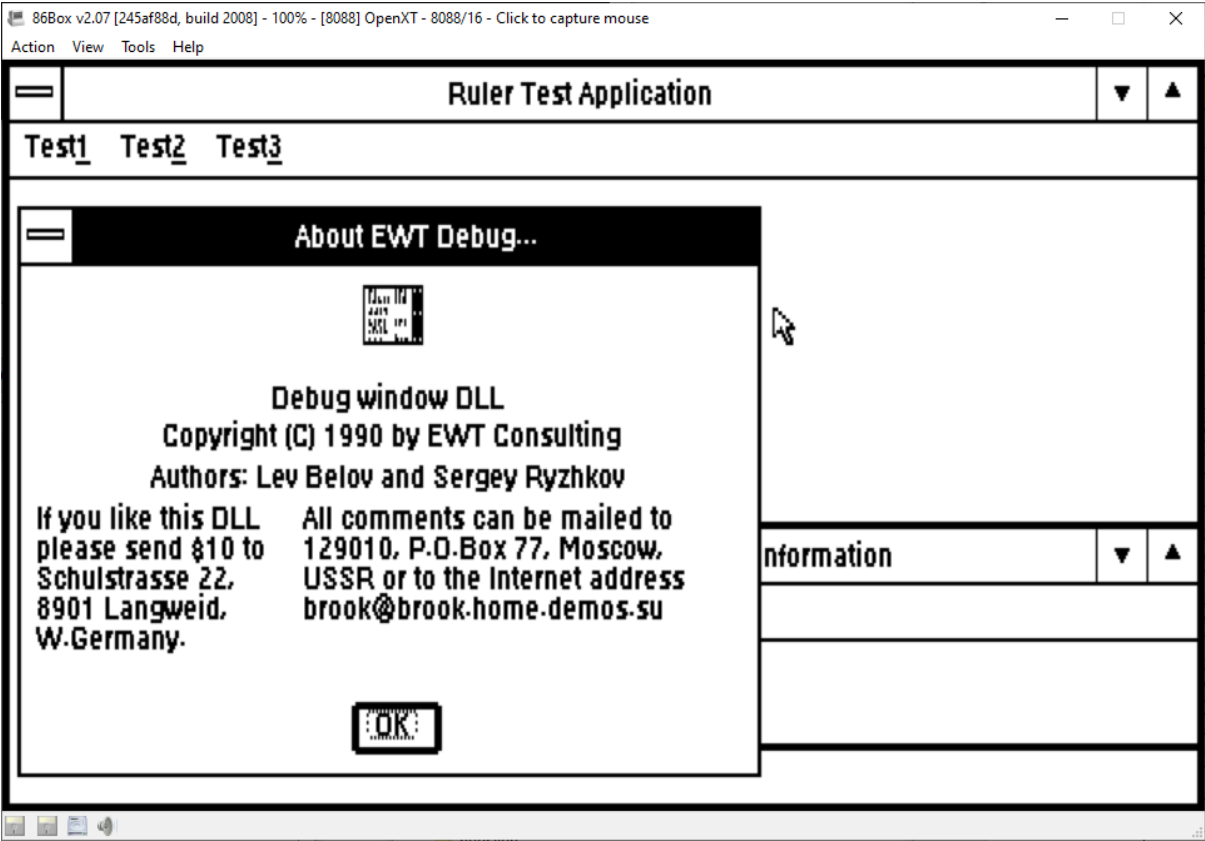 86Box v2.07 [245af88d, build 2008] - 100% - [8088] OpenXT - 8088/16 - Click to capture mouse
Action View Tools Help
Ruler Test Application
Test1 Test2 Test3
About EWT Debug...
Debug window DLL
Copyright (C) 1990 by EWT Consulting
Authors: Lev Belov and Sergey Ryzhkov
If you like this DLL
please send $10 to
Schulstrasse 22,
8901 Langweid,
W.Germany.
All comments can be mailed to
129010, P.O.Box 77, Moscow,
USSR or to the Internet address
brook@brook.home.demos.su
nformation
OK